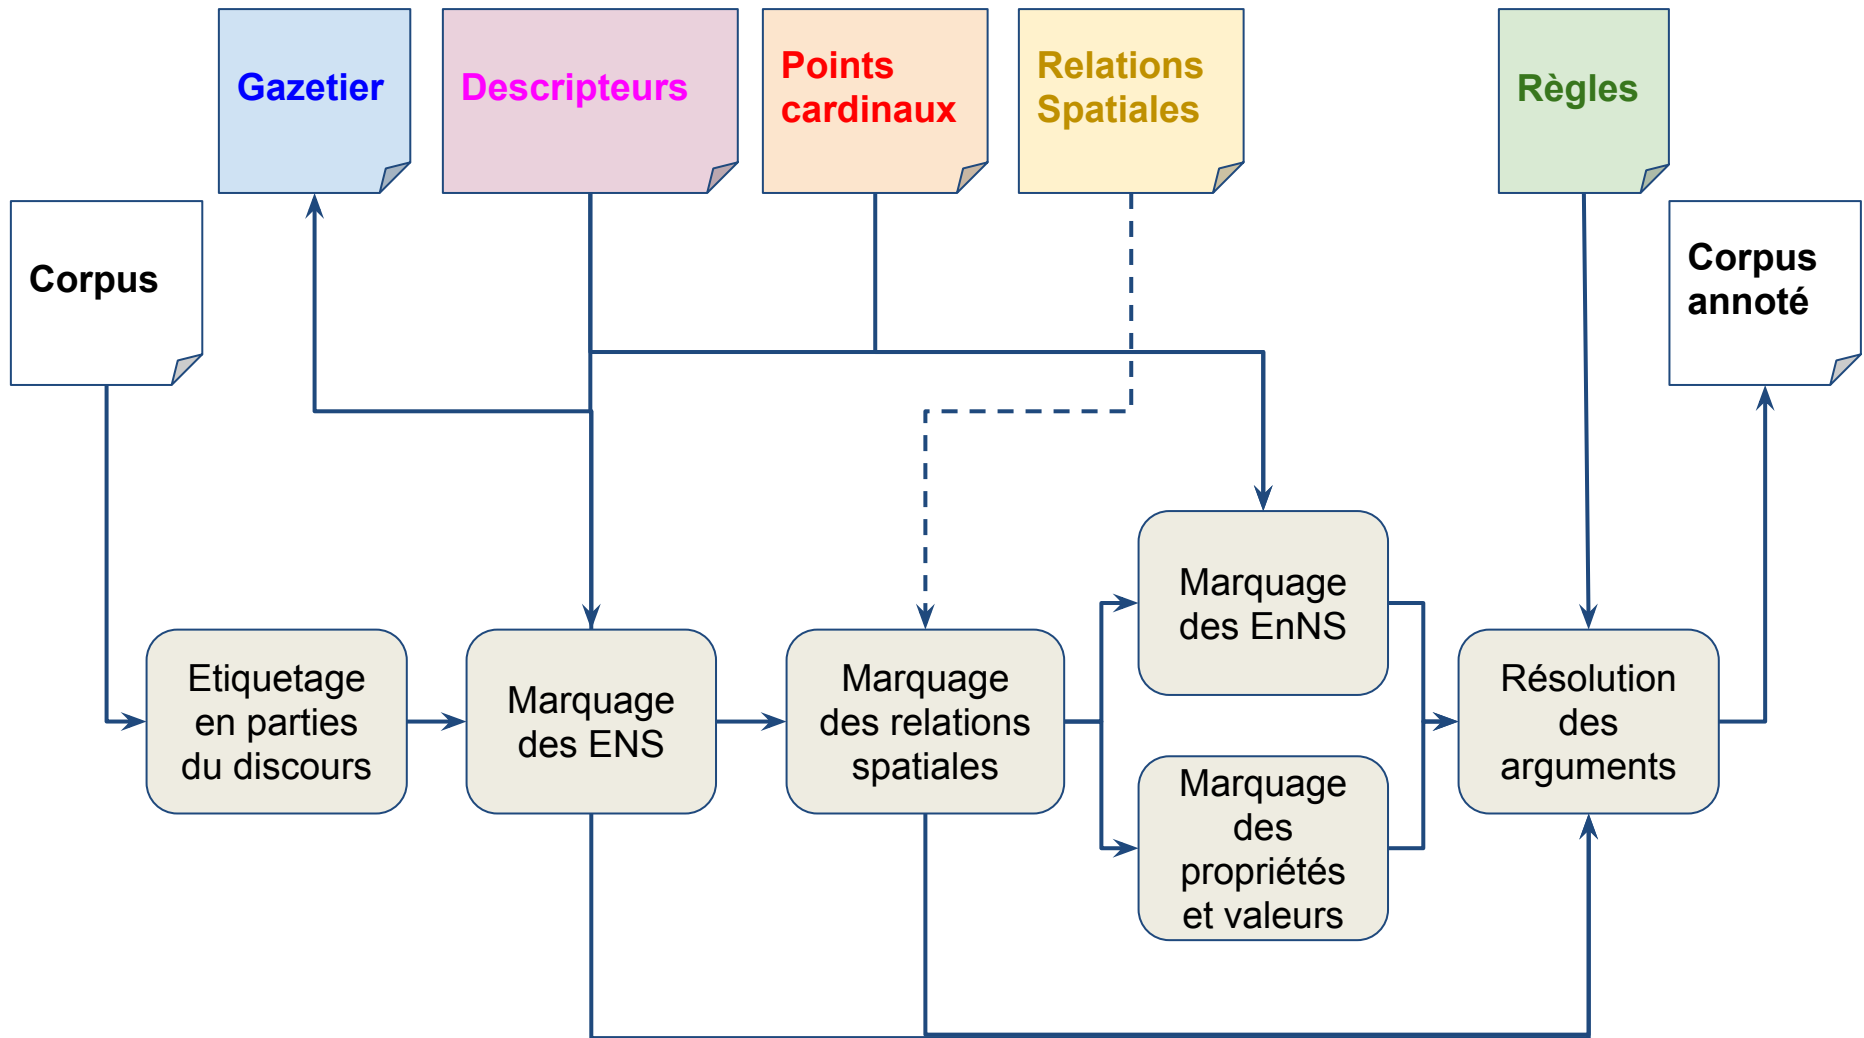 Gazetier
Descripteurs
Points
cardinaux
Relations
Spatiales
Règles
Corpus
Corpus
annoté
Etiquetage
en parties
du discours
Marquage
des ENS
Marquage
des relations
spatiales
Marquage
des EnNS
Marquage
des
propriétés
et valeurs
Résolution
des
arguments